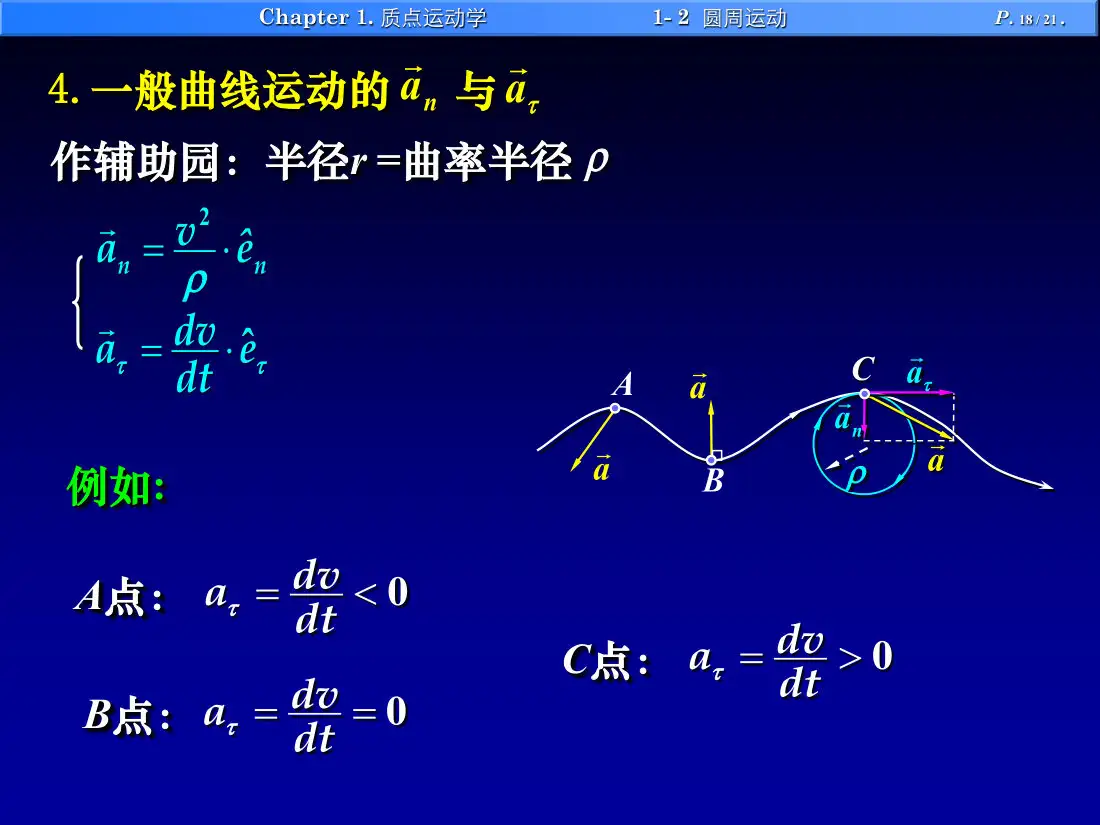 Chapter 1. 质点运动学 1- 2 圆周运动 P. 18 / 21 .
4. 一般曲线运动的 a⃗ₙ 与 a⃗τ
作辅助园：半径r =曲率半径 ρ
a⃗ₙ = v²/ρ · êₙ
a⃗τ = dv/dt · êτ
A
a⃗
a⃗
B
C
a⃗τ
a⃗ₙ
a⃗
ρ
例如:
A点： aτ = dv/dt < 0
B点： aτ = dv/dt = 0
C点： aτ = dv/dt > 0